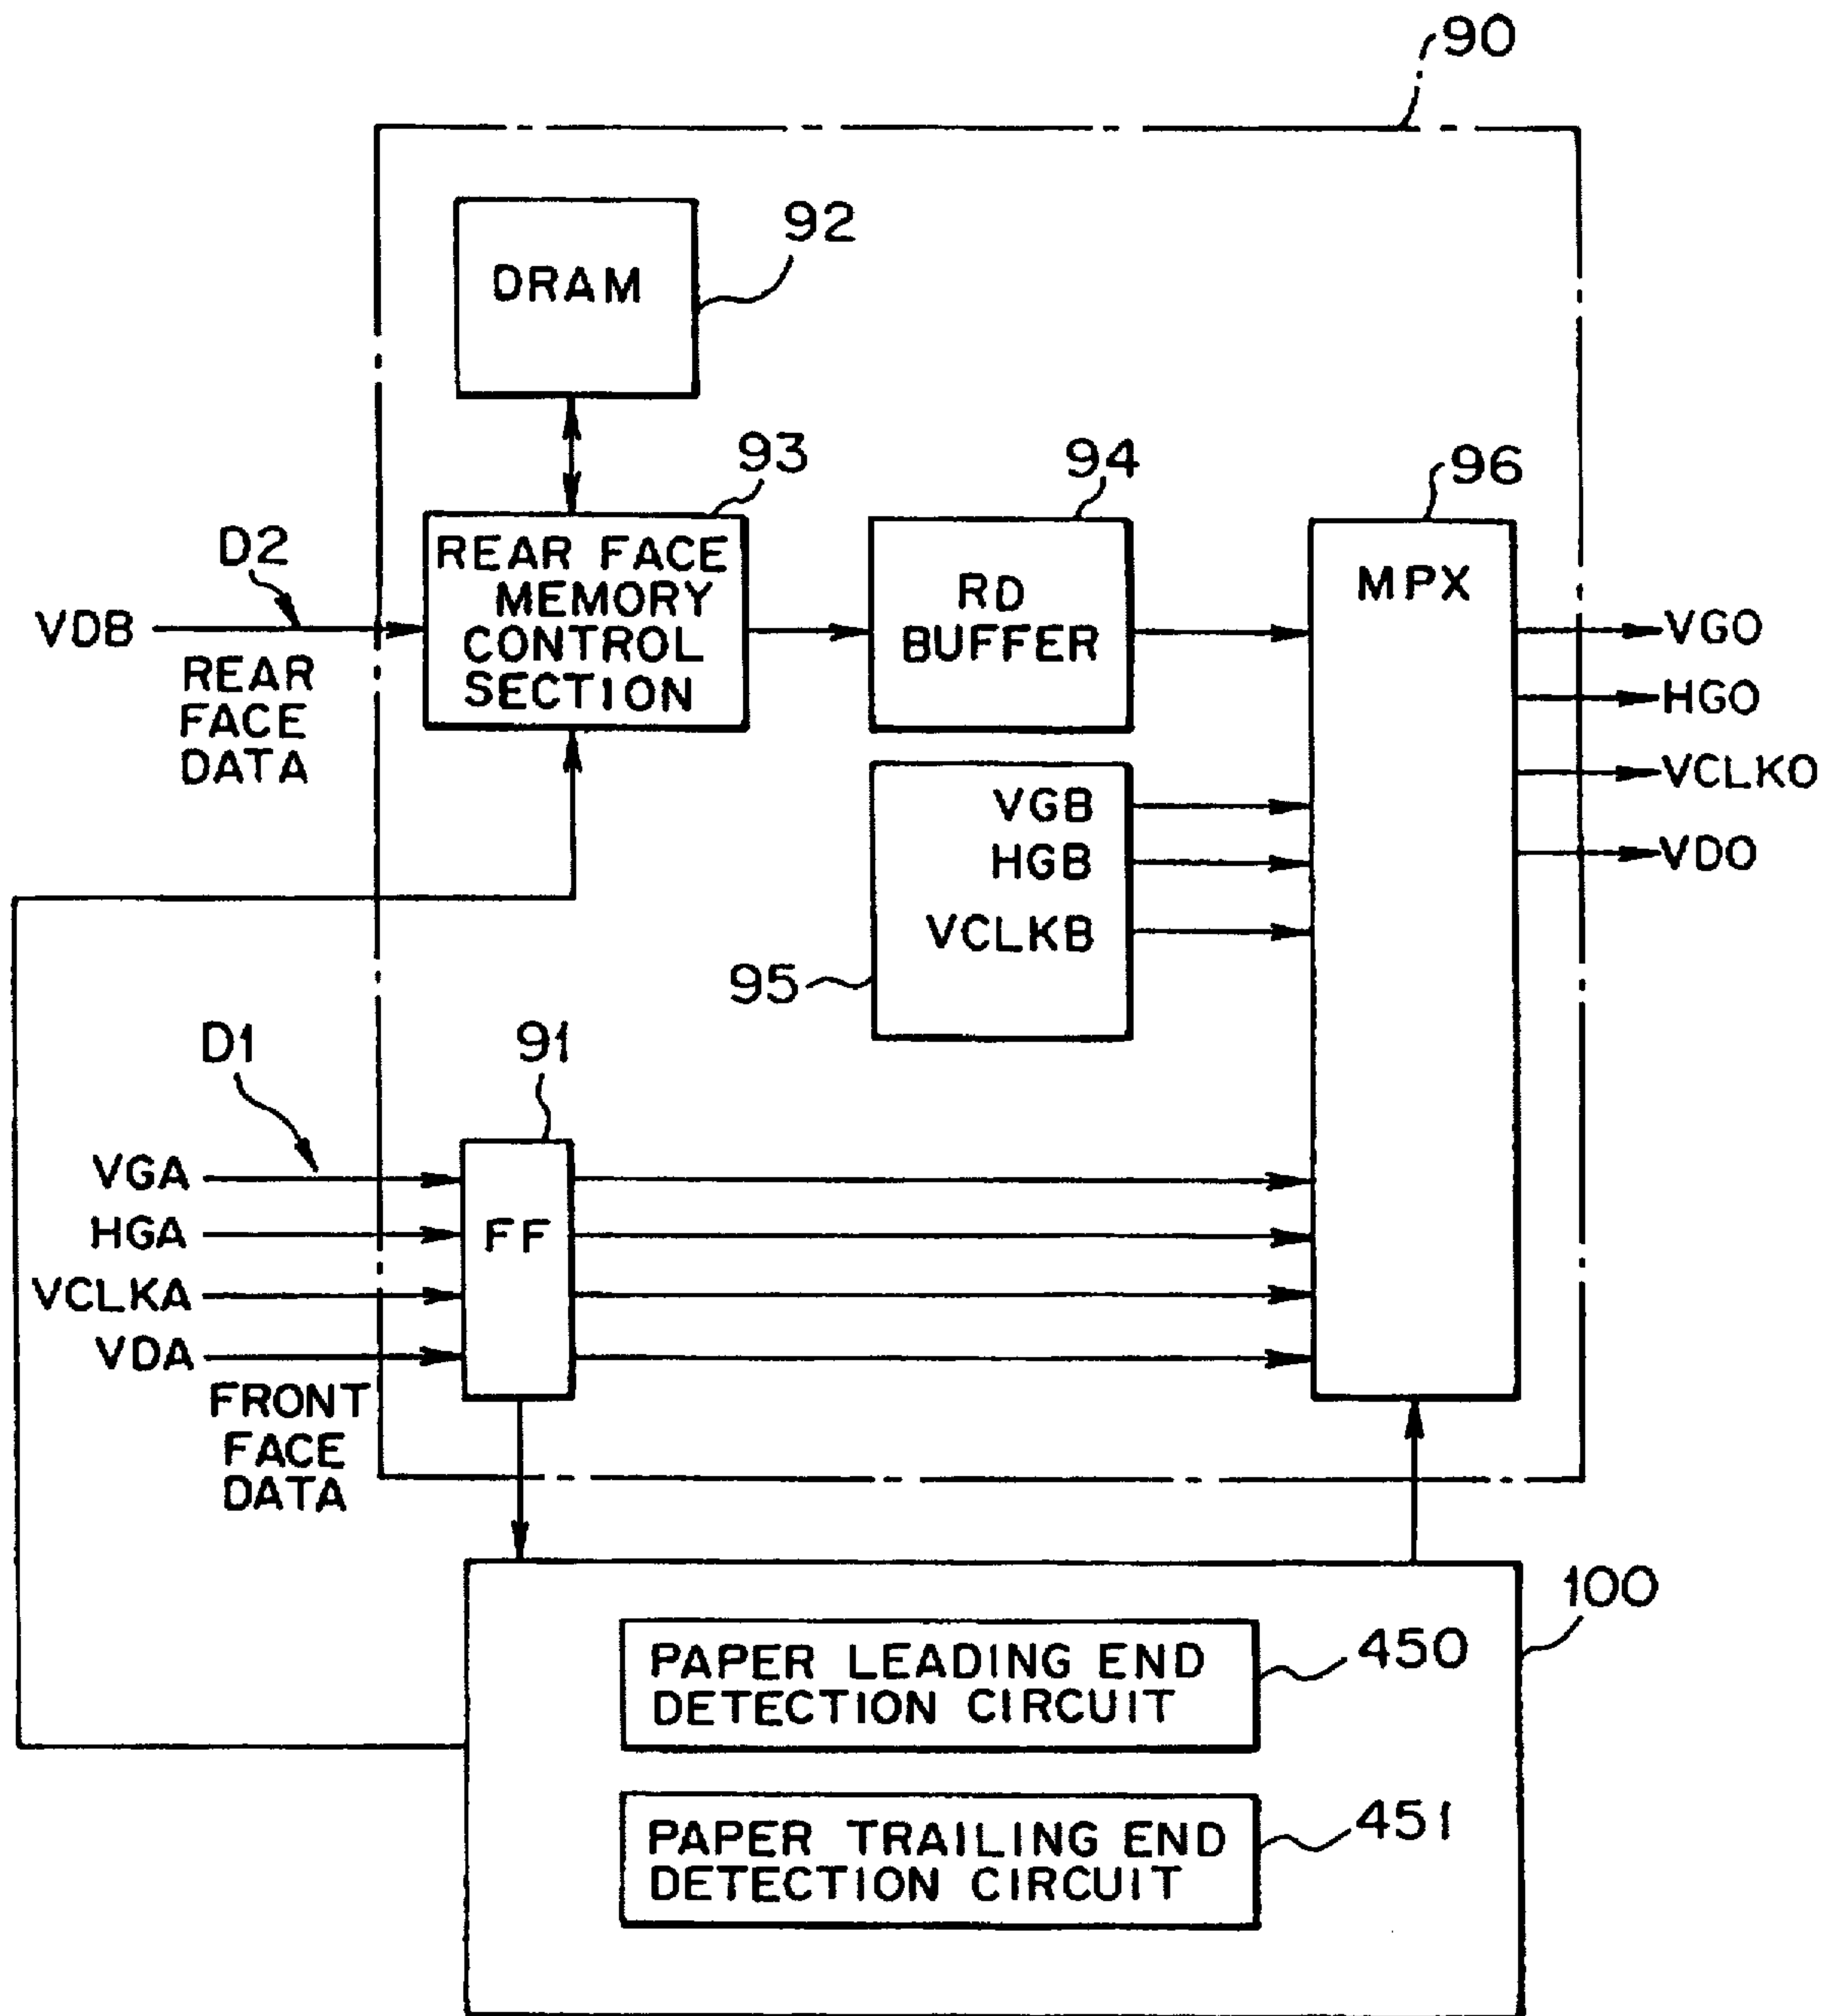 90
92
DRAM
93
94
96
D2
REAR FACE
MEMORY
CONTROL
SECTION
RD
BUFFER
MPX
VDB
REAR
FACE
DATA
VGO
HGO
VCLKO
VDO
VGB
HGB
VCLKB
95
D1
91
VGA
HGA
VCLKA
VDA
FF
FRONT
FACE
DATA
100
PAPER LEADING END
DETECTION CIRCUIT
450
PAPER TRAILING END
DETECTION CIRCUIT
451